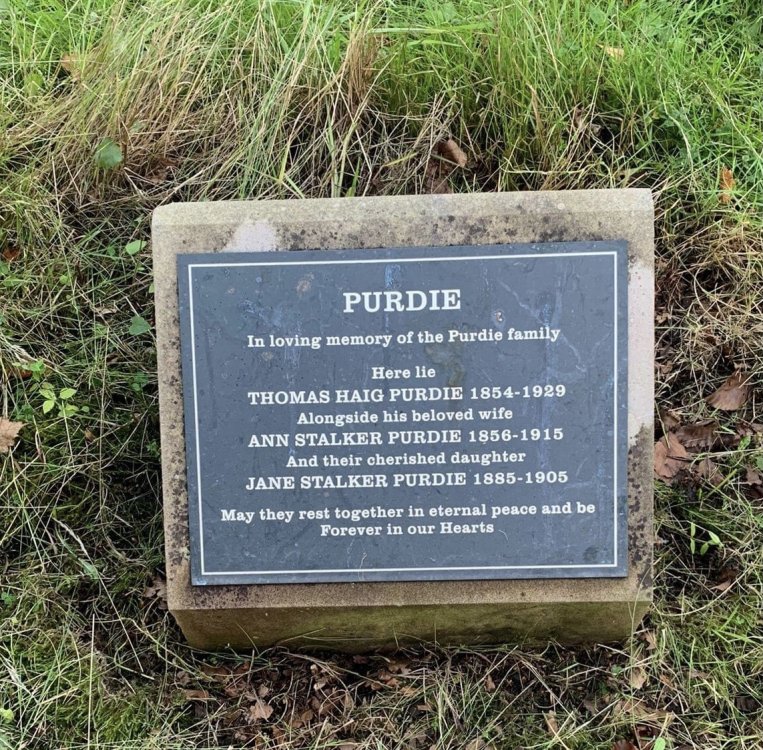 PURDIE
In loving memory of the Purdie family
Here lie
THOMAS HAIG PURDIE 1854-1929
Alongside his beloved wife
ANN STALKER PURDIE 1856-1915
And their cherished daughter
JANE STALKER PURDIE 1885-1905
May they rest together in eternal peace and be
Forever in our Hearts